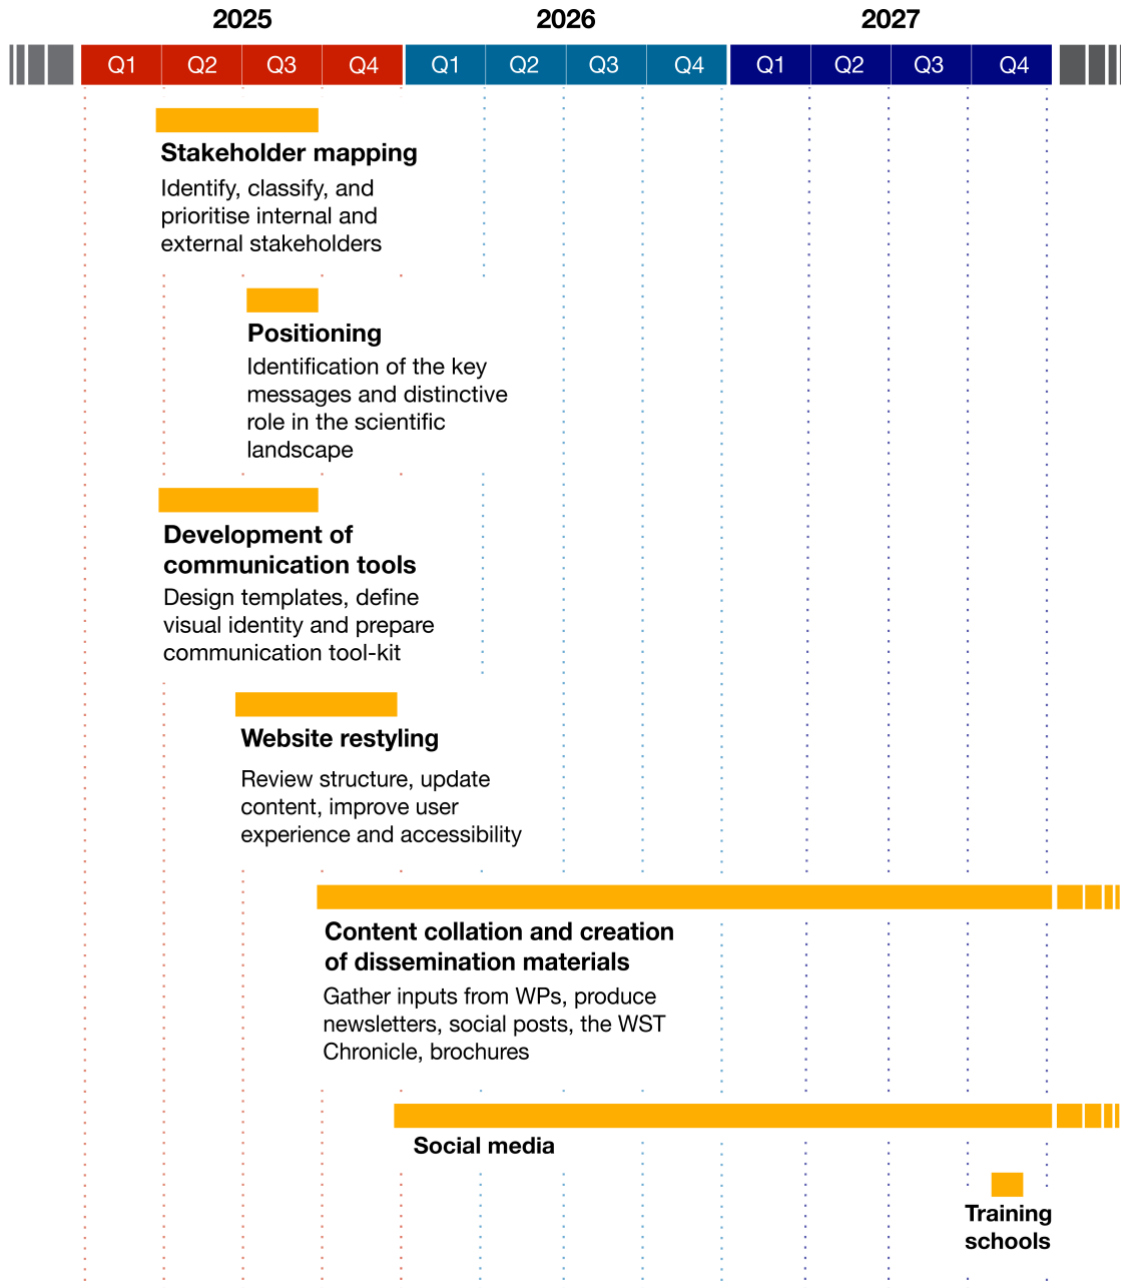 2025 2026 2027
Q1 Q2 Q3 Q4 Q1 Q2 Q3 Q4 Q1 Q2 Q3 Q4
Stakeholder mapping
Identify, classify, and
prioritise internal and
external stakeholders
Positioning
Identification of the key
messages and distinctive
role in the scientific
landscape
Development of
communication tools
Design templates, define
visual identity and prepare
communication tool-kit
Website restyling
Review structure, update
content, improve user
experience and accessibility
Content collation and creation
of dissemination materials
Gather inputs from WPs, produce
newsletters, social posts, the WST
Chronicle, brochures
Social media
Training
schools